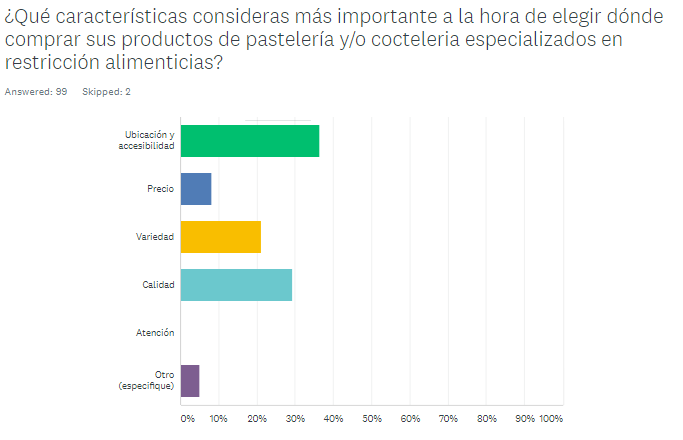 ¿Qué características consideras más importante a la hora de elegir dónde
comprar sus productos de pastelería y/o cocteleria especializados en
restricción alimenticias?
Answered: 99 Skipped: 2
Ubicación y
accesibilidad
Precio
Variedad
Calidad
Atención
Otro
(especifique)
0% 10% 20% 30% 40% 50% 60% 70% 80% 90% 100%